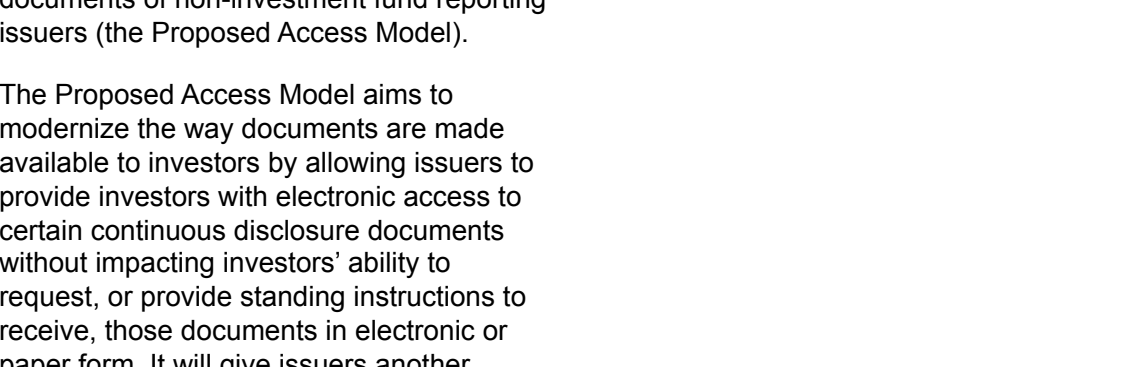 documents of non-investment fund reporting
issuers (the Proposed Access Model).
The Proposed Access Model aims to
modernize the way documents are made
available to investors by allowing issuers to
provide investors with electronic access to
certain continuous disclosure documents
without impacting investors’ ability to
request, or provide standing instructions to
receive, those documents in electronic or
paper form. It will give issuers another